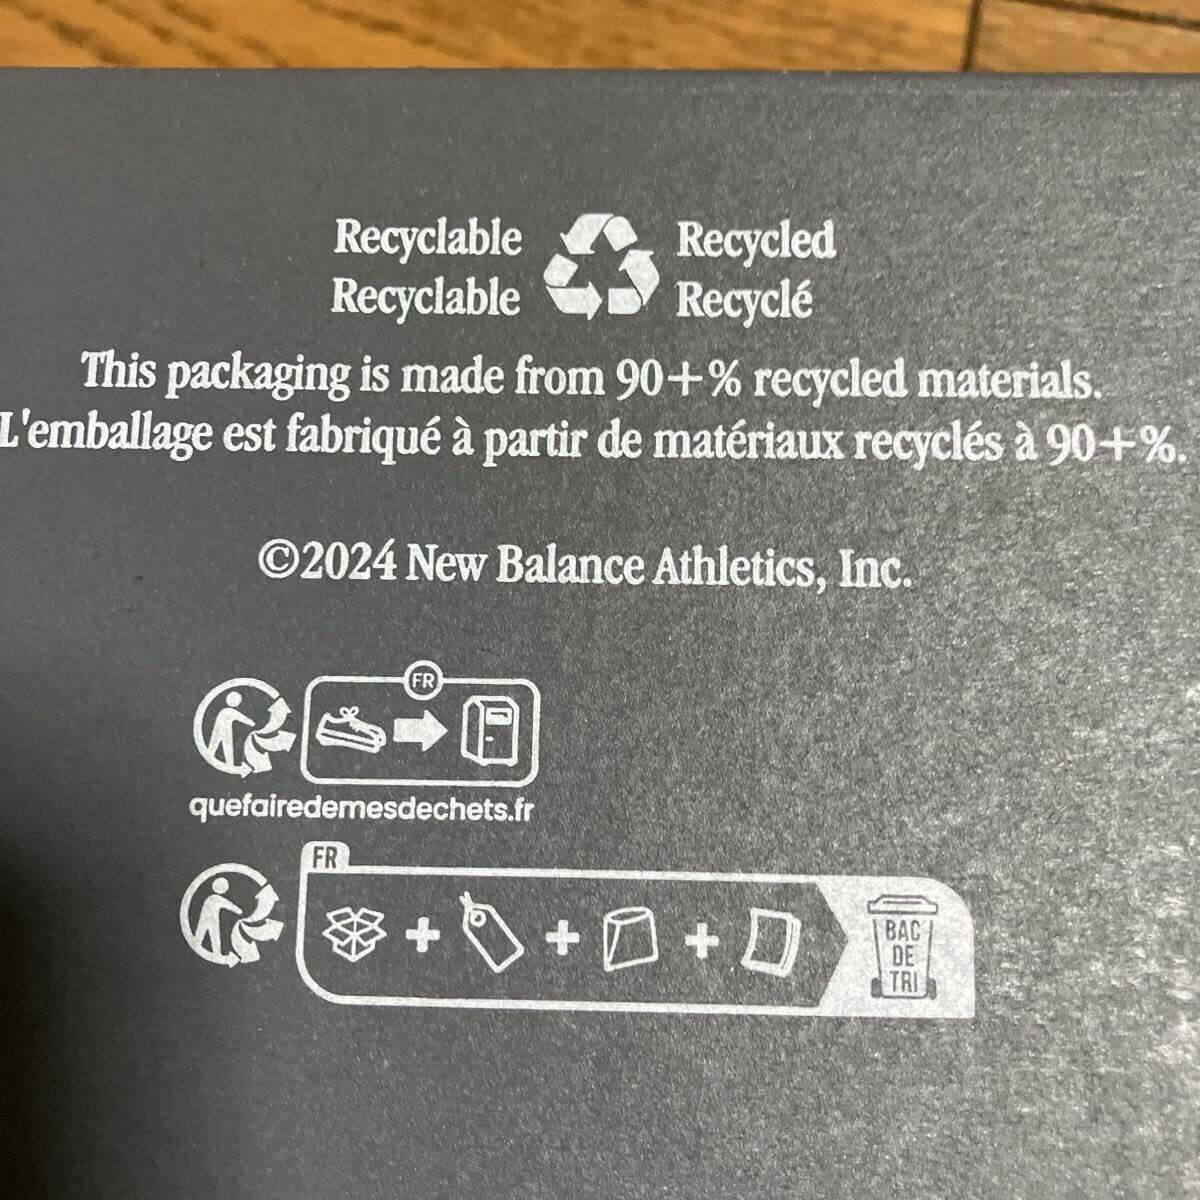 Recyclable Recycled
Recyclable Recyclé
This packaging is made from 90+% recycled materials.
L'emballage est fabriqué à partir de matériaux recyclés à 90+%.
©2024 New Balance Athletics, Inc.
FR
quefairedemesdechets.fr
FR
BAC
DE
TRI